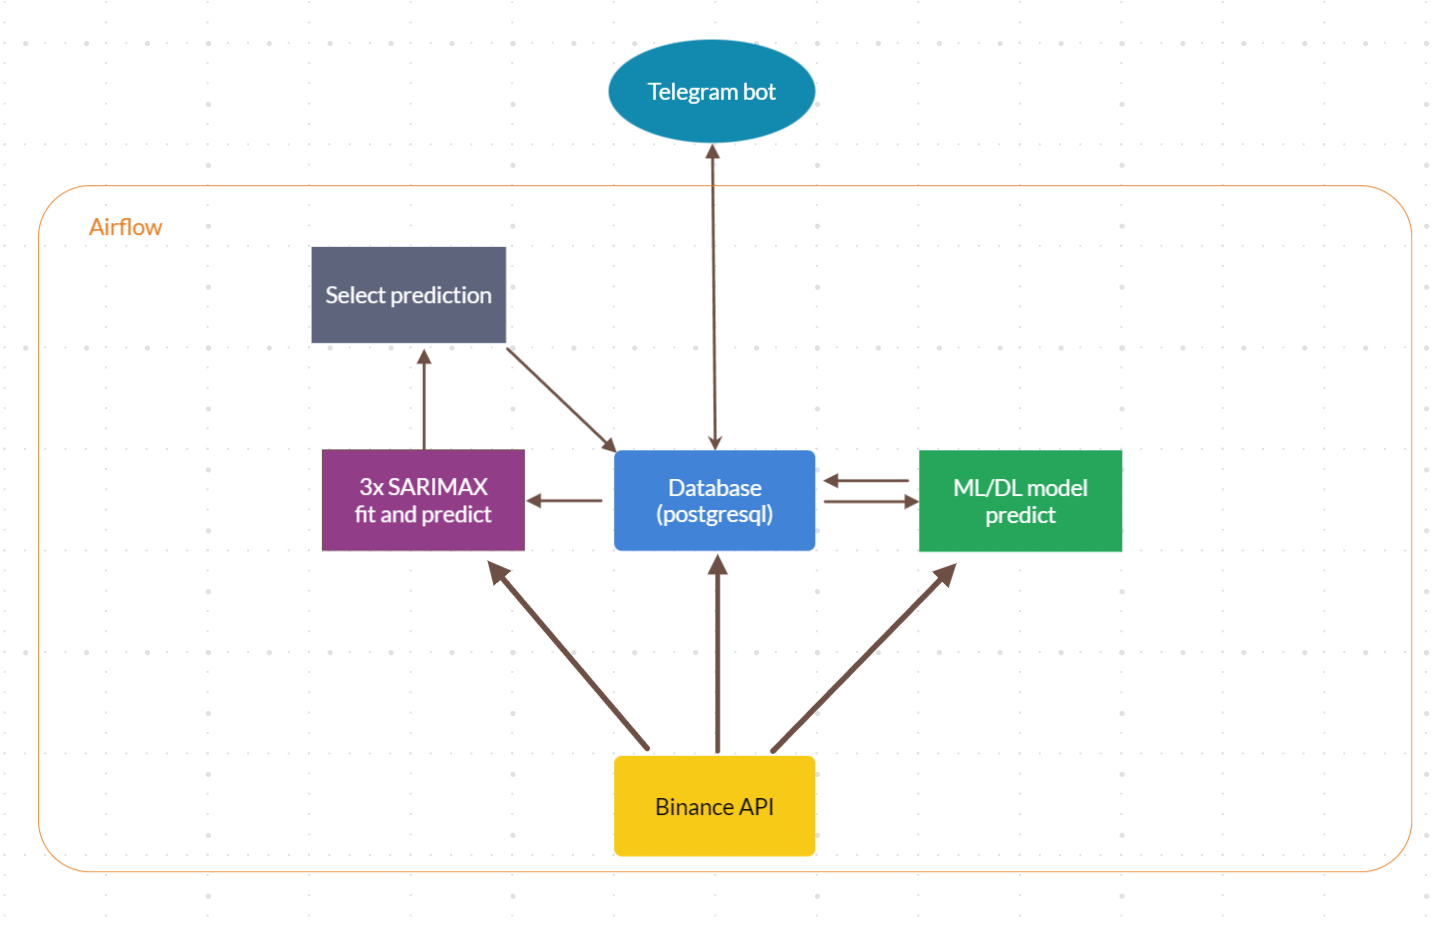 Telegram bot
Airflow
Select prediction
3x SARIMAX
fit and predict
Database
(postgresql)
ML/DL model
predict
Binance API